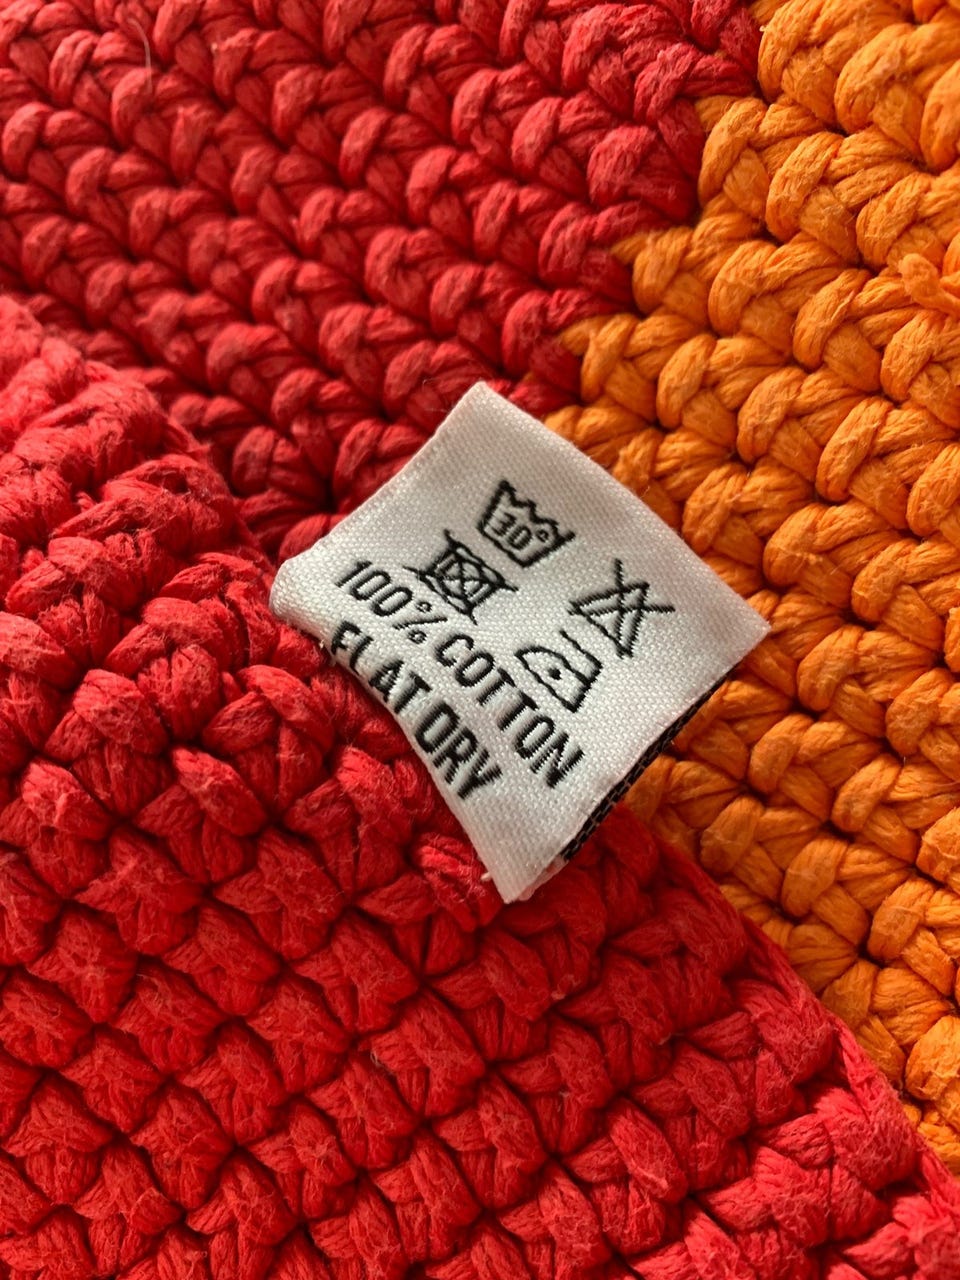 30°
100% COTTON
FLAT DRY